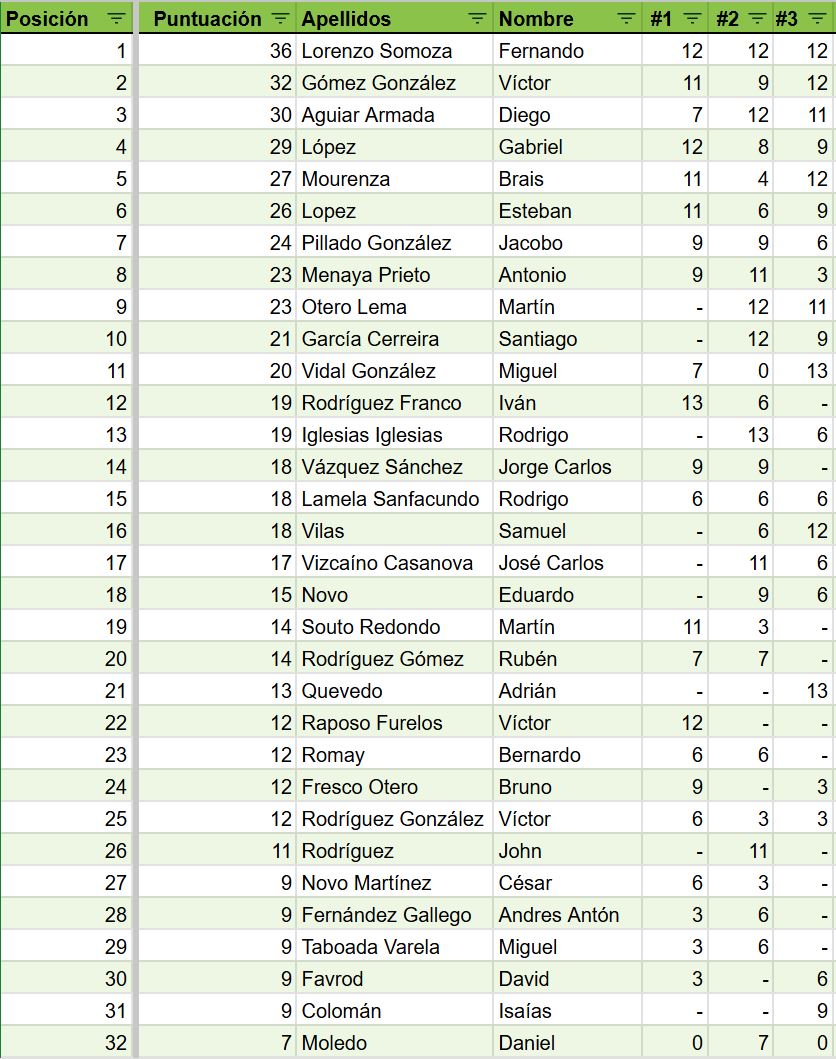 Posición Puntuación Apellidos Nombre #1 #2 #3
1 36 Lorenzo Somoza Fernando 12 12 12
2 32 Gómez González Víctor 11 9 12
3 30 Aguiar Armada Diego 7 12 11
4 29 López Gabriel 12 8 9
5 27 Mourenza Brais 11 4 12
6 26 Lopez Esteban 11 6 9
7 24 Pillado González Jacobo 9 9 6
8 23 Menaya Prieto Antonio 9 11 3
9 23 Otero Lema Martín - 12 11
10 21 García Cerreira Santiago - 12 9
11 20 Vidal González Miguel 7 0 13
12 19 Rodríguez Franco Iván 13 6 -
13 19 Iglesias Iglesias Rodrigo - 13 6
14 18 Vázquez Sánchez Jorge Carlos 9 9 -
15 18 Lamela Sanfacundo Rodrigo 6 6 6
16 18 Vilas Samuel - 6 12
17 17 Vizcaíno Casanova José Carlos - 11 6
18 15 Novo Eduardo - 9 6
19 14 Souto Redondo Martín 11 3 -
20 14 Rodríguez Gómez Rubén 7 7 -
21 13 Quevedo Adrián - - 13
22 12 Raposo Furelos Víctor 12 - -
23 12 Romay Bernardo 6 6 -
24 12 Fresco Otero Bruno 9 - 3
25 12 Rodríguez González Víctor 6 3 3
26 11 Rodríguez John - 11 -
27 9 Novo Martínez César 6 3 -
28 9 Fernández Gallego Andres Antón 3 6 -
29 9 Taboada Varela Miguel 3 6 -
30 9 Favrod David 3 - 6
31 9 Colomán Isaías - - 9
32 7 Moledo Daniel 0 7 0